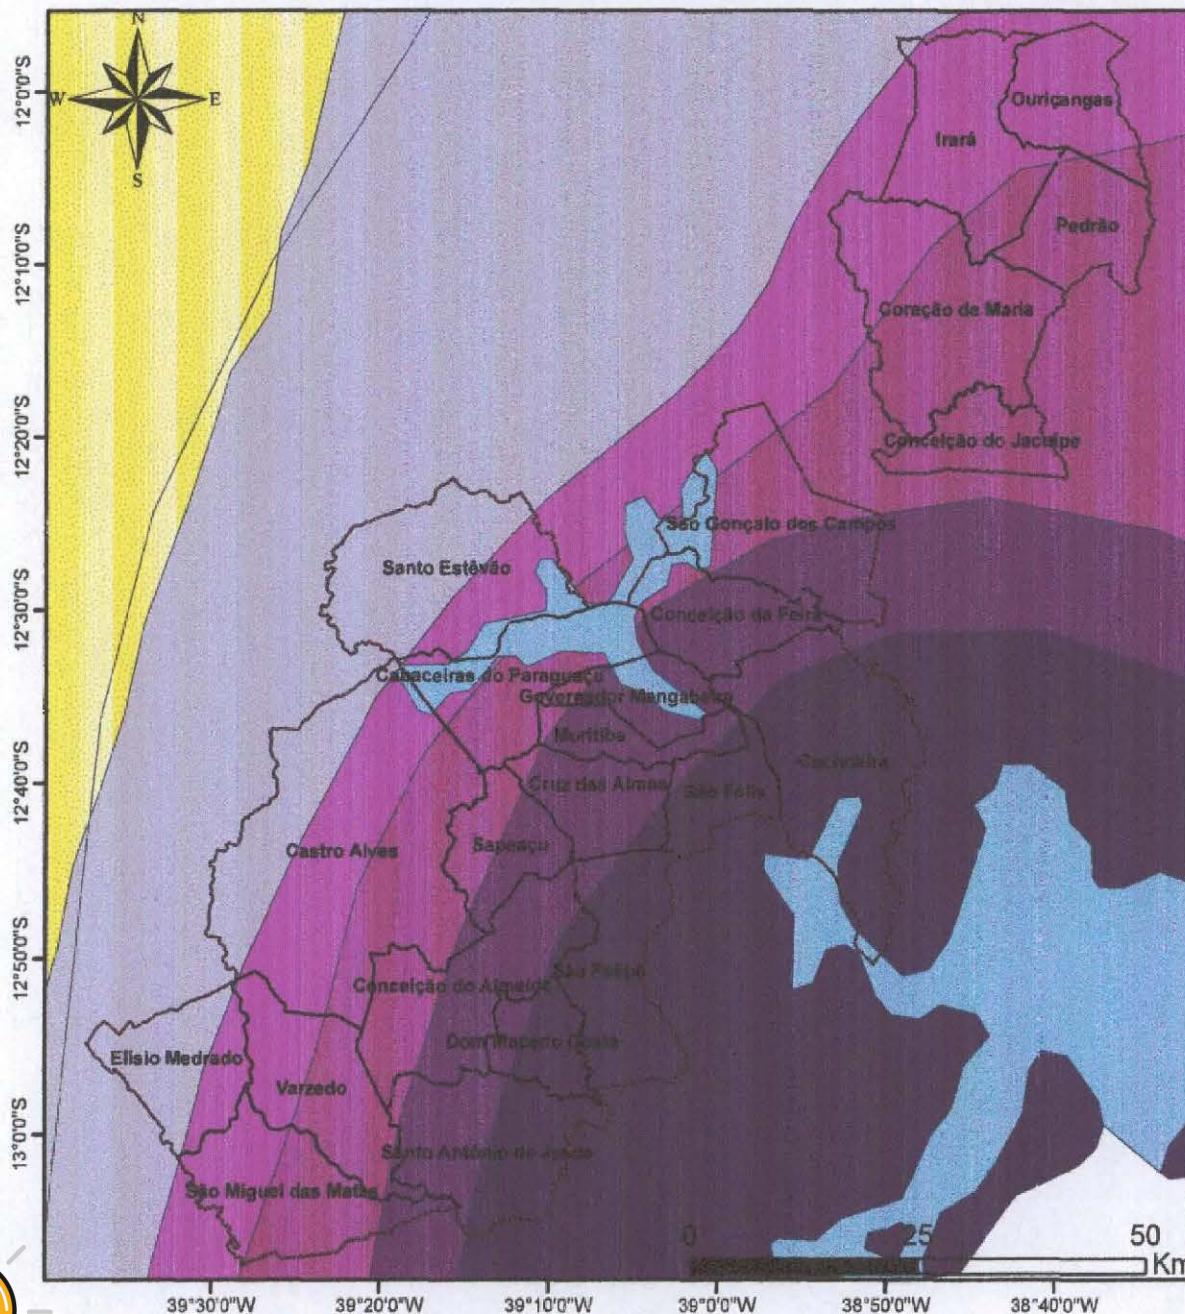 N
W
E
S
12°0'0"S
12°10'0"S
12°20'0"S
12°30'0"S
12°40'0"S
12°50'0"S
13°0'0"S
Ouriçangas
Irará
Pedrão
Coração de Maria
Conceição do Jacuípe
São Gonçalo dos Campos
Santo Estêvão
Conceição da Feira
Cabaceiras do Paraguaçu
Governador Mangabeira
Muritiba
Cachoeira
Cruz das Almas
São Félix
Sapeaçu
Castro Alves
São Felipe
Conceição do Almeida
Dom Macedo Costa
Elísio Medrado
Varzedo
Santo Antônio de Jesus
São Miguel das Matas
0
25
50
Km
39°30'0"W
39°20'0"W
39°10'0"W
39°0'0"W
38°50'0"W
38°40'0"W